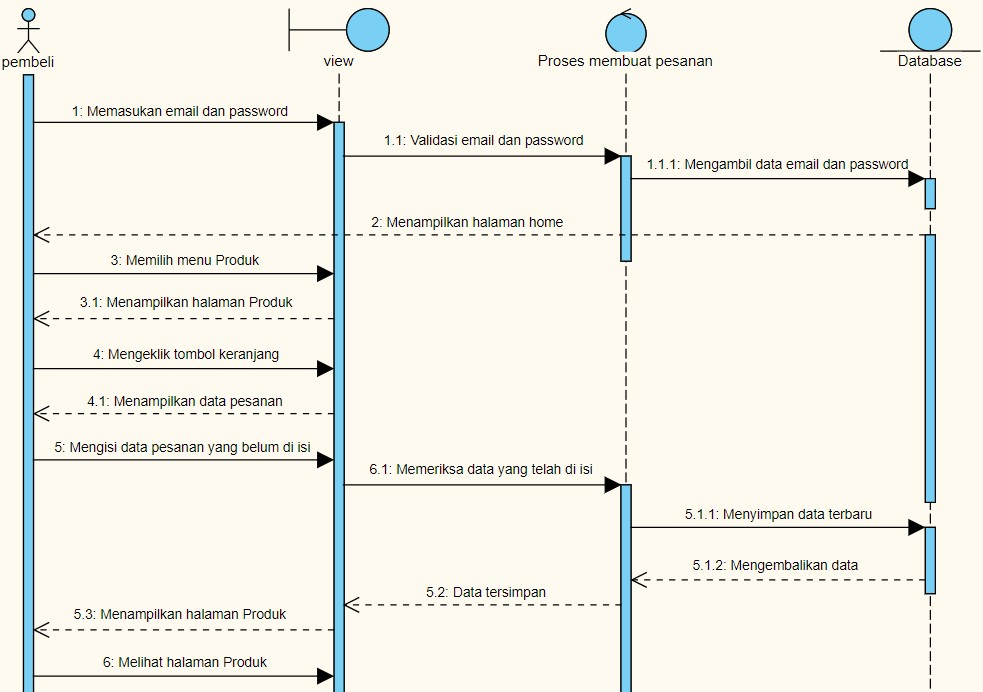 pembeli
view
Proses membuat pesanan
Database
1: Memasukan email dan password
1.1: Validasi email dan password
1.1.1: Mengambil data email dan password
2: Menampilkan halaman home
3: Memilih menu Produk
3.1: Menampilkan halaman Produk
4: Mengeklik tombol keranjang
4.1: Menampilkan data pesanan
5: Mengisi data pesanan yang belum di isi
6.1: Memeriksa data yang telah di isi
5.1.1: Menyimpan data terbaru
5.1.2: Mengembalikan data
5.2: Data tersimpan
5.3: Menampilkan halaman Produk
6: Melihat halaman Produk